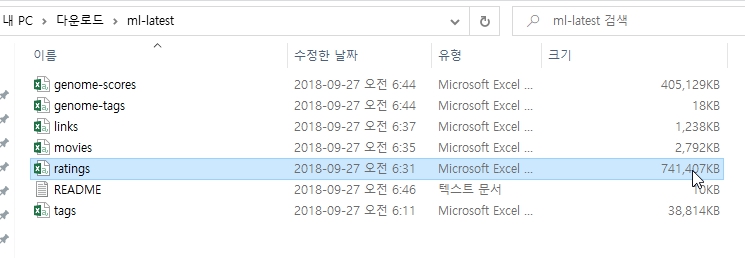 내 PC > 다운로드 > ml-latest
ml-latest 검색
이름 수정한 날짜 유형 크기
genome-scores 2018-09-27 오전 6:44 Microsoft Excel ... 405,129KB
genome-tags 2018-09-27 오전 6:44 Microsoft Excel ... 18KB
links 2018-09-27 오전 6:37 Microsoft Excel ... 1,238KB
movies 2018-09-27 오전 6:35 Microsoft Excel ... 2,792KB
ratings 2018-09-27 오전 6:31 Microsoft Excel ... 741,407KB
README 2018-09-27 오전 6:46 텍스트 문서 10KB
tags 2018-09-27 오전 6:11 Microsoft Excel ... 38,814KB